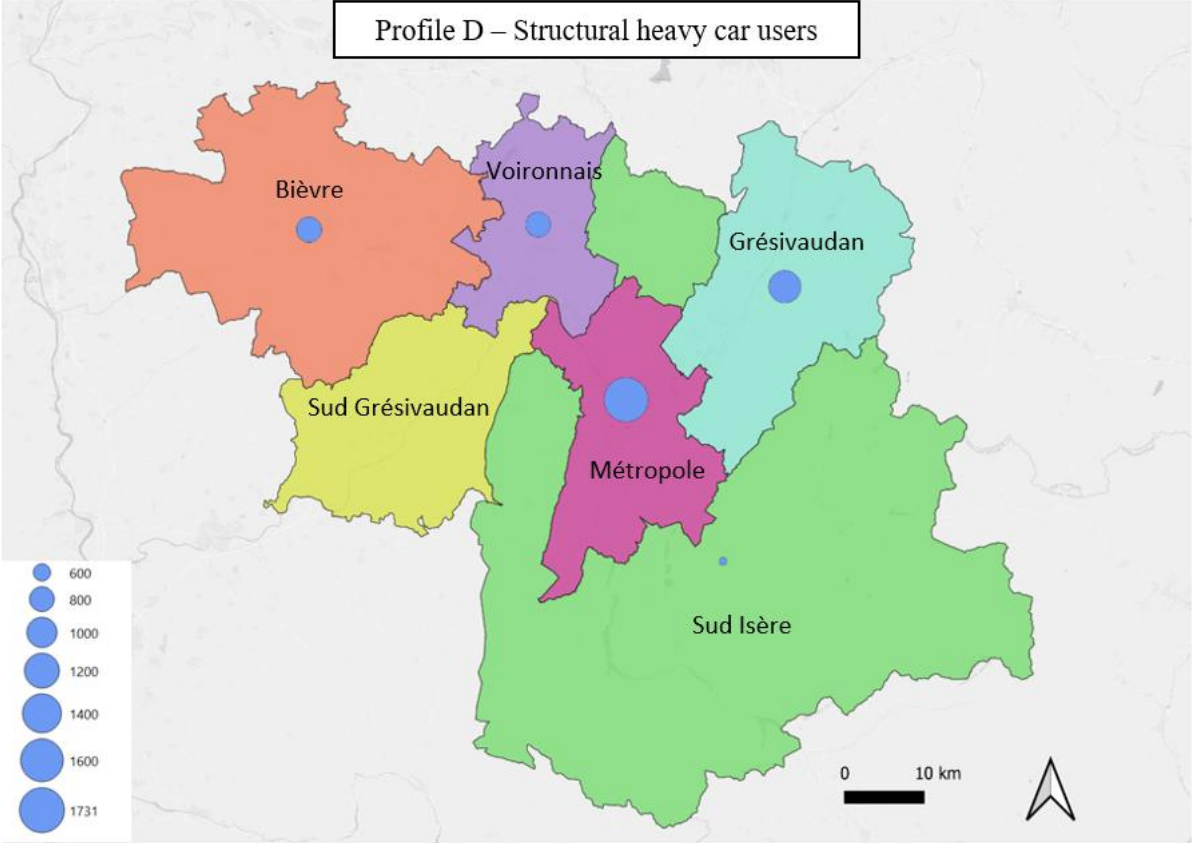 Profile D – Structural heavy car users
Voironnais
Bièvre
Grésivaudan
Sud Grésivaudan
Métropole
Sud Isère
600
800
1000
1200
1400
1600
1731
0 10 km